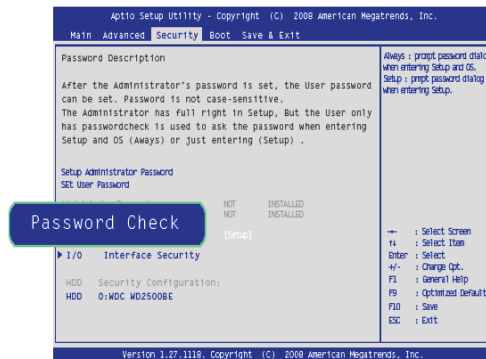 Aptio Setup Utility - Copyright (C) 2008 American Megatrends, Inc.
Main Advanced Security Boot Save & Exit
Password Description
After the Administrator's password is set, the User password
can be set. Password is not case-sensitive.
The Administrator has full right in Setup, But the User only
has passwordcheck is used to ask the password when entering
Setup and OS (Aways) or just entering (Setup) .
Setup Administrator Password
SEt User Password
NOT INSTALLED
NOT INSTALLED
Password Check
[Setup]
I/O Interface Security
HDD Security Configuration:
HDD 0:WDC WD2500BE
Always : prompt password dialo
when entering Setup and OS.
Setup : prmpt password dialog
when entering Setup.
: Select Screen
↑↓ : Select Item
Enter : Select
+/- : Change Opt.
F1 : General Help
F9 : Optimized Default
F10 : Save
ESC : Exit
Version 1.27.1118. Copyright (C) 2008 American Megatrends, Inc.